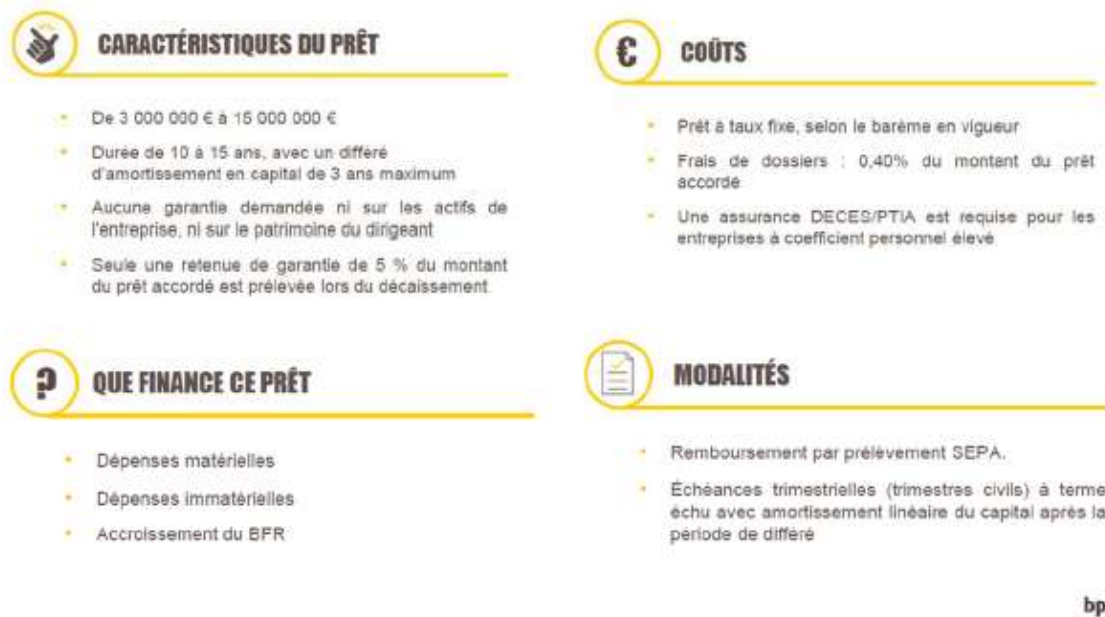 CARACTÉRISTIQUES DU PRÊT
De 3 000 000 € à 15 000 000 €
Durée de 10 à 15 ans, avec un différé
d'amortissement en capital de 3 ans maximum
Aucune garantie demandée ni sur les actifs de
l'entreprise, ni sur le patrimoine du dirigeant
Seule une retenue de garantie de 5 % du montant
du prêt accordé est prélevée lors du décaissement
€ COÛTS
Prêt à taux fixe, selon le barème en vigueur
Frais de dossiers : 0,40% du montant du prêt
accordé
Une assurance DECES/PTIA est requise pour les
entreprises à coefficient personnel élevé
? QUE FINANCE CE PRÊT
Dépenses matérielles
Dépenses immatérielles
Accroissement du BFR
MODALITÉS
Remboursement par prélèvement SEPA.
Échéances trimestrielles (trimestres civils) à terme
échu avec amortissement linéaire du capital après la
période de différé
bp